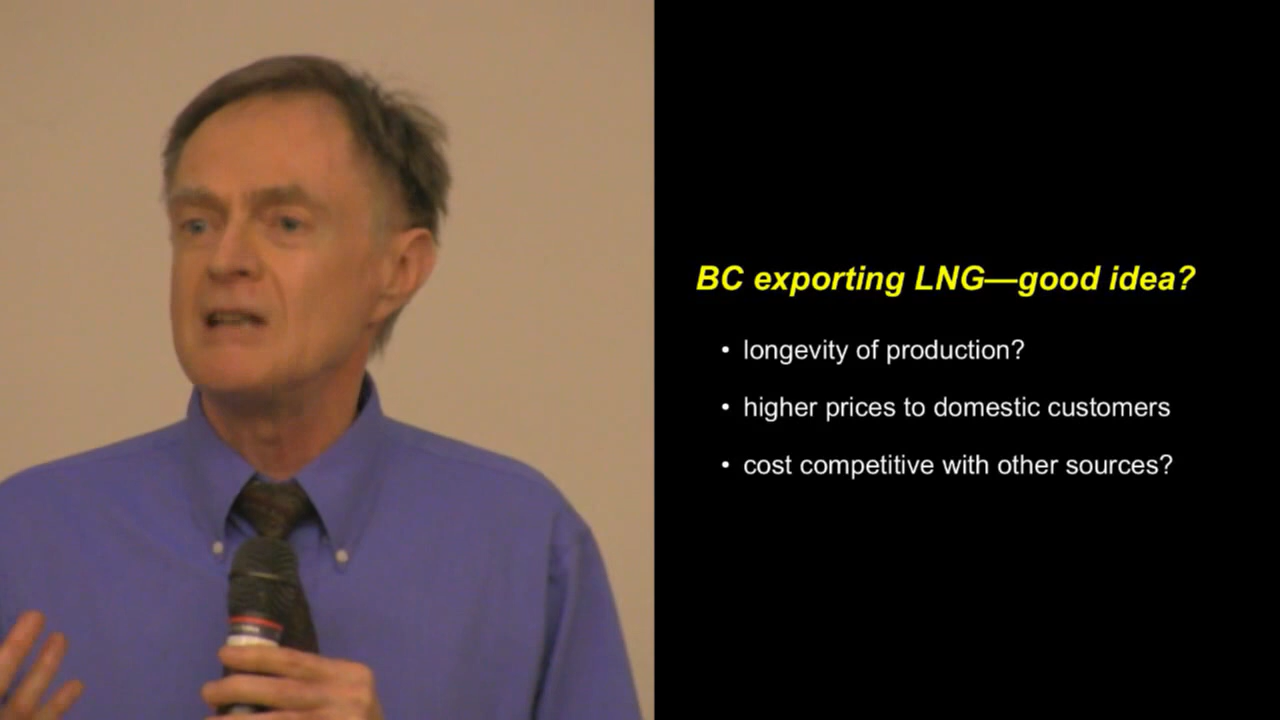 BC exporting LNG—good idea?
• longevity of production?
• higher prices to domestic customers
• cost competitive with other sources?